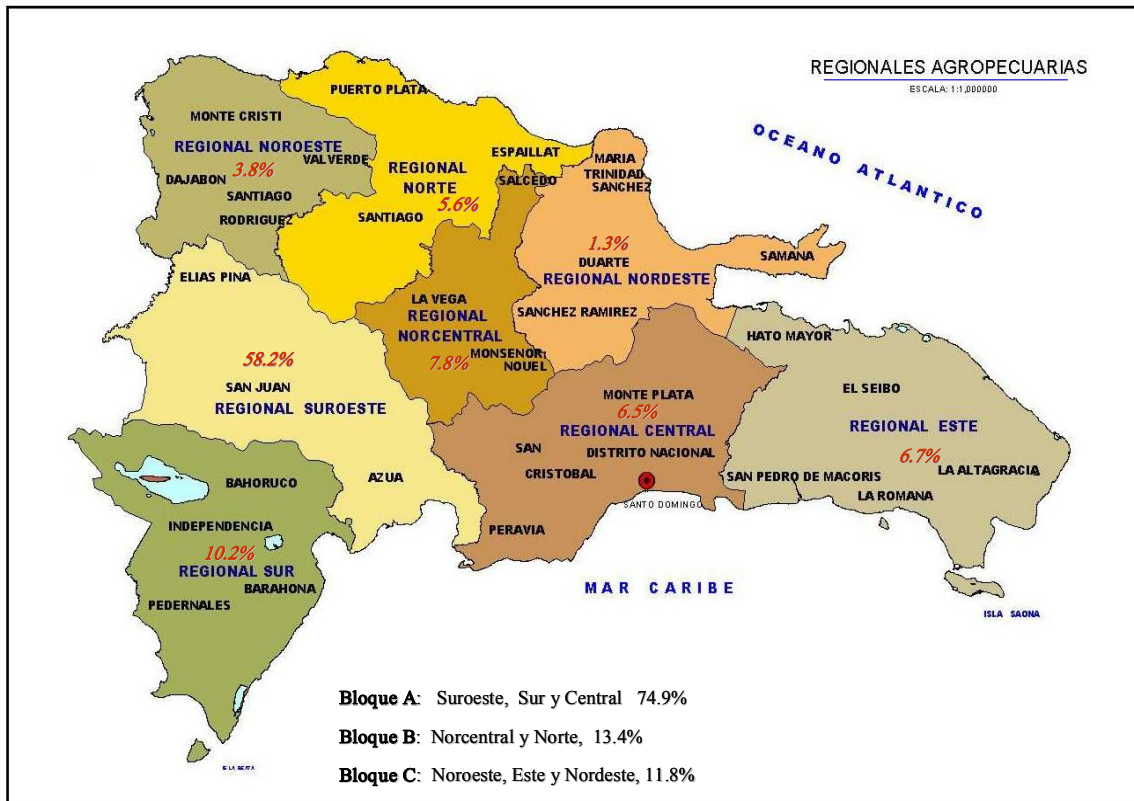 REGIONALES AGROPECUARIAS
ESCALA: 1:1,000000
OCEANO ATLANTICO
PUERTO PLATA
MONTE CRISTI
REGIONAL NOROESTE
VALVERDE
3.8%
DAJABON
SANTIAGO
RODRIGUEZ
ESPAILLAT
REGIONAL
NORTE
5.6%
SALCEDO
SANTIAGO
MARIA
TRINIDAD
SANCHEZ
1.3%
DUARTE
REGIONAL NORDESTE
SAMANA
SANCHEZ RAMIREZ
ELIAS PINA
LA VEGA
REGIONAL
NORCENTRAL
7.8%
MONSENOR
NOUEL
HATO MAYOR
58.2%
SAN JUAN
REGIONAL SUROESTE
AZUA
MONTE PLATA
6.5%
REGIONAL CENTRAL
SAN
CRISTOBAL
DISTRITO NACIONAL
SANTO DOMINGO
PERAVIA
EL SEIBO
REGIONAL ESTE
6.7%
LA ALTAGRACIA
SAN PEDRO DE MACORIS
LA ROMANA
BAHORUCO
INDEPENDENCIA
10.2%
REGIONAL SUR
BARAHONA
PEDERNALES
MAR CARIBE
ISLA SAONA
Bloque A: Suroeste, Sur y Central 74.9%
Bloque B: Norcentral y Norte, 13.4%
Bloque C: Noroeste, Este y Nordeste, 11.8%